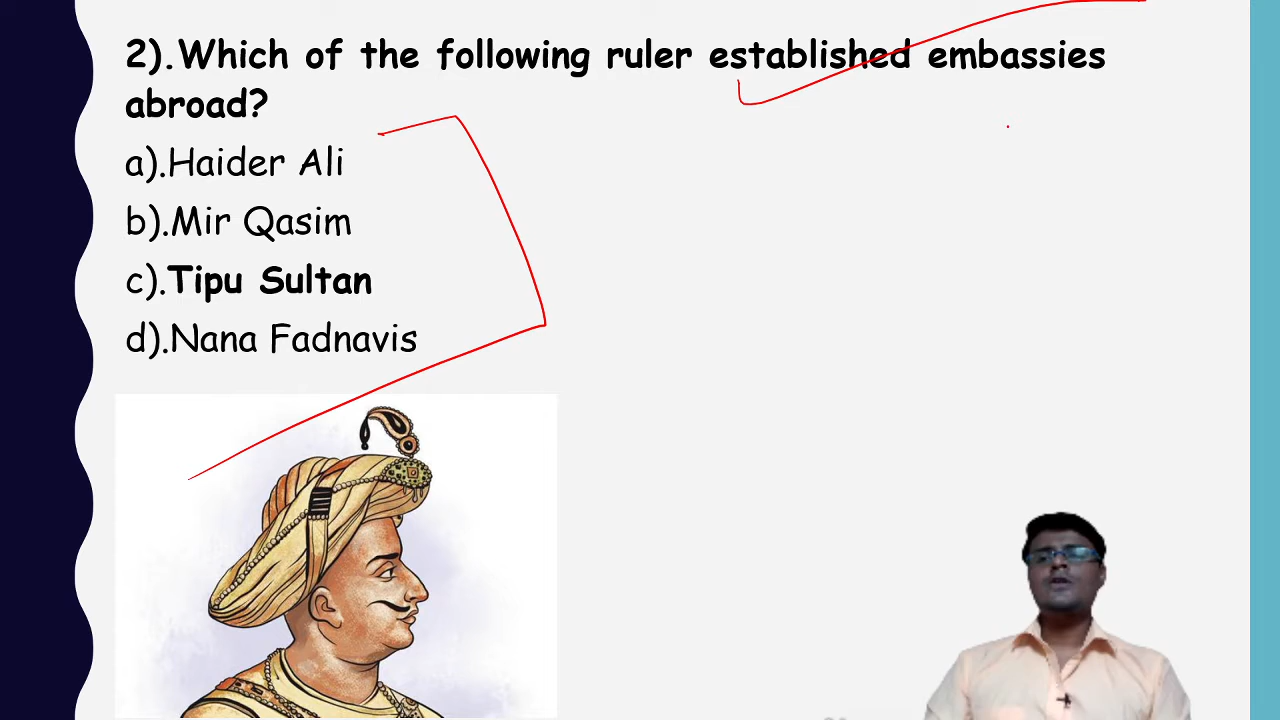 2).Which of the following ruler established embassies
abroad?
a).Haider Ali
b).Mir Qasim
c).Tipu Sultan
d).Nana Fadnavis